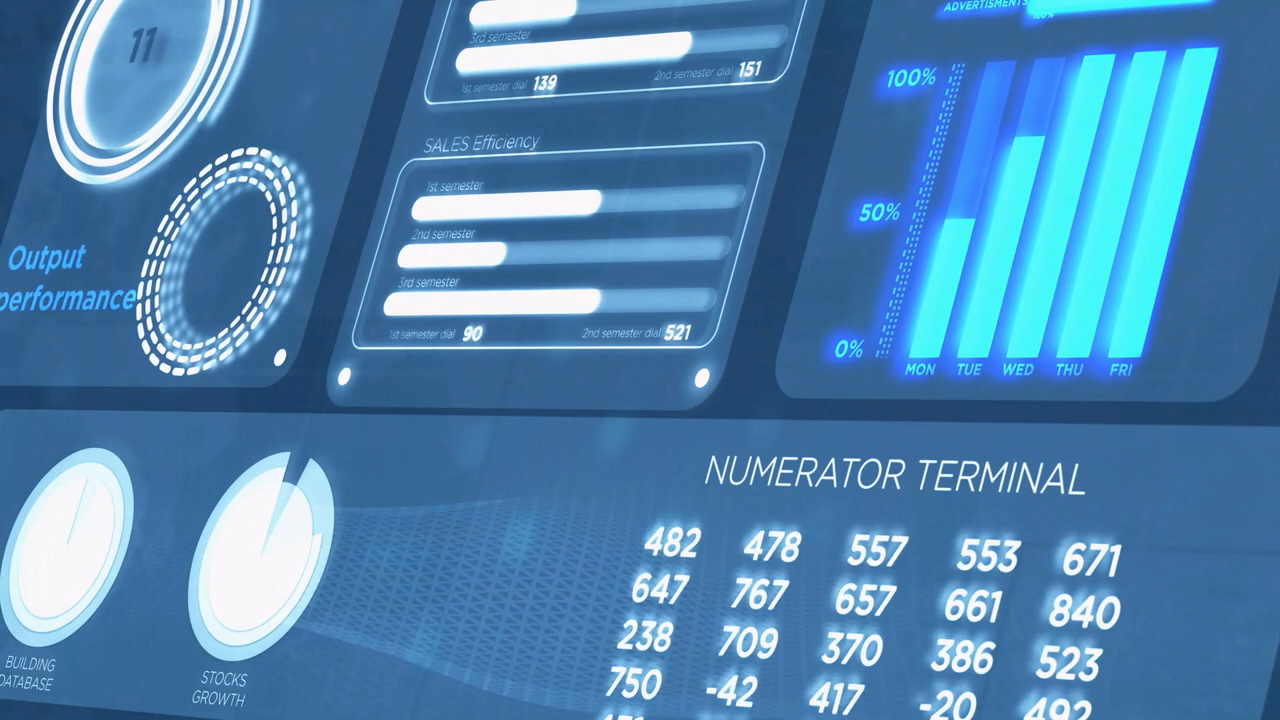 11
Output
performance
3rd semester
1st semester dial 139
2nd semester dial 151
SALES Efficiency
1st semester
2nd semester
3rd semester
1st semester dial 90
2nd semester dial 521
ADVERTISMENTS
100%
100%
50%
0%
MON TUE WED THU FRI
BUILDING
DATABASE
STOCKS
GROWTH
NUMERATOR TERMINAL
482 478 557 553 671
647 767 657 661 840
238 709 370 386 523
750 -42 417 -20 492